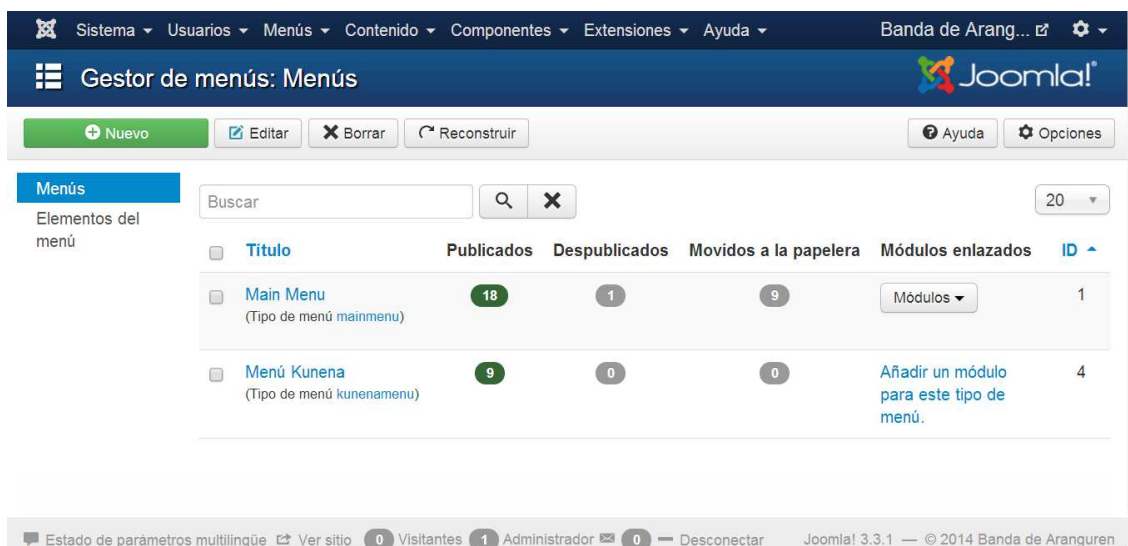 Sistema Usuarios Menús Contenido Componentes Extensiones Ayuda Banda de Arang...
Gestor de menús: Menús Joomla!
Nuevo Editar Borrar Reconstruir Ayuda Opciones
Menús
Elementos del
menú
Buscar 20
Título Publicados Despublicados Movidos a la papelera Módulos enlazados ID
Main Menu 18 1 9 Módulos 1
(Tipo de menú mainmenu)
Menú Kunena 9 0 0 Añadir un módulo 4
(Tipo de menú kunenamenu) para este tipo de
menú.
Estado de parámetros multilingüe Ver sitio 0 Visitantes 1 Administrador 0 Desconectar Joomla! 3.3.1 — © 2014 Banda de Aranguren